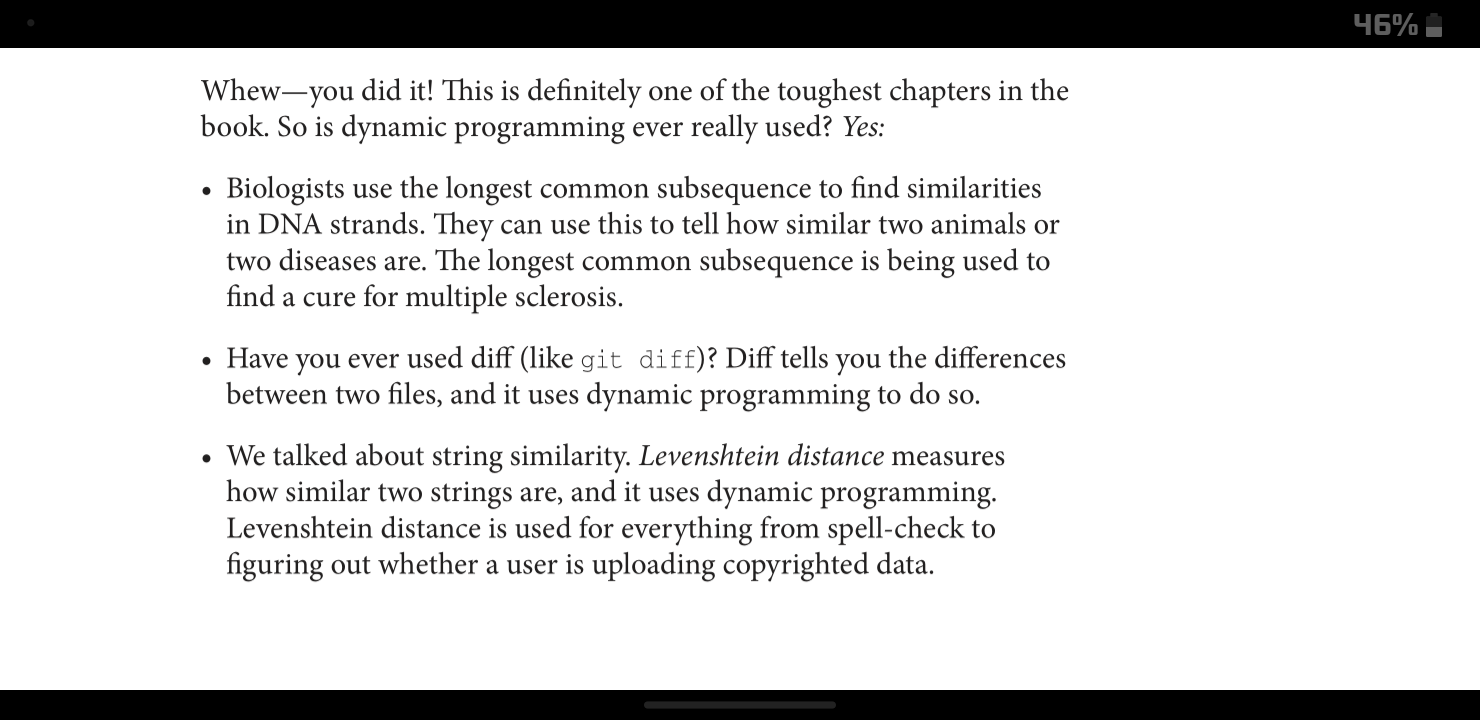 46%
Whew—you did it! This is definitely one of the toughest chapters in the
book. So is dynamic programming ever really used? Yes:
• Biologists use the longest common subsequence to find similarities
in DNA strands. They can use this to tell how similar two animals or
two diseases are. The longest common subsequence is being used to
find a cure for multiple sclerosis.
• Have you ever used diff (like git diff)? Diff tells you the differences
between two files, and it uses dynamic programming to do so.
• We talked about string similarity. Levenshtein distance measures
how similar two strings are, and it uses dynamic programming.
Levenshtein distance is used for everything from spell-check to
figuring out whether a user is uploading copyrighted data.